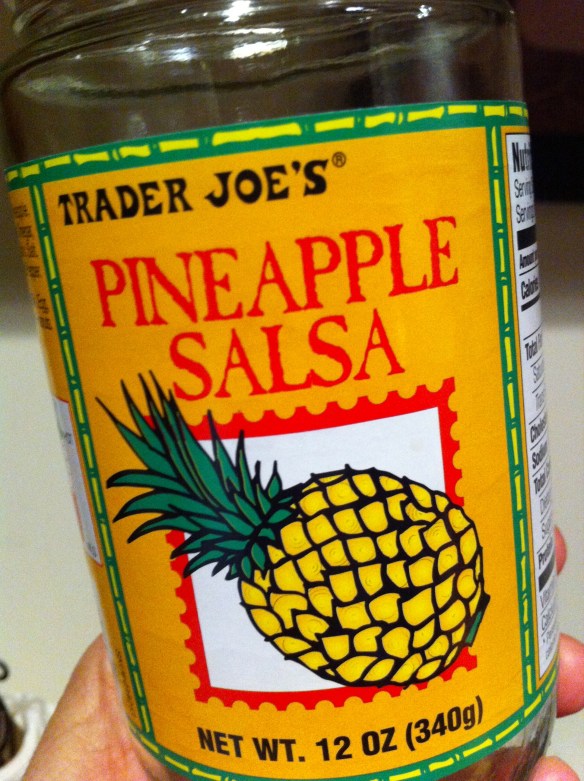 TRADER JOE'S®
PINEAPPLE
SALSA
NET WT. 12 OZ (340g)